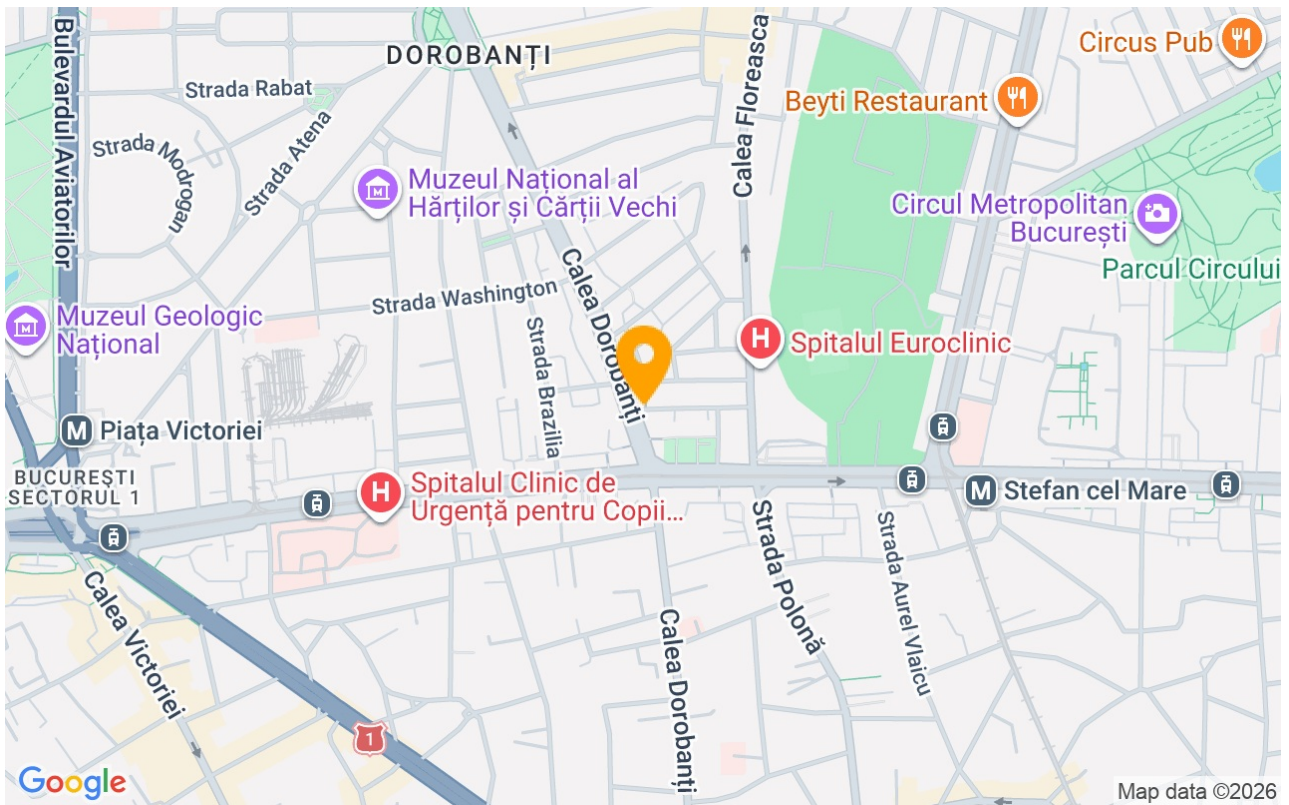 Bulevardul Aviatorilor
DOROBANȚI
Calea Floreasca
Circus Pub
Strada Rabat
Beyti Restaurant
Strada Atena
Strada Modrogan
Muzeul Național al
Hărților și Cărții Vechi
Circul Metropolitan
București
Parcul Circului
Calea Dorobanți
Strada Washington
Muzeul Geologic
Național
Strada Brazilia
Spitalul Euroclinic
M Piața Victoriei
BUCUREȘTI
SECTORUL 1
H
Spitalul Clinic de
Urgență pentru Copii...
H
M Stefan cel Mare
Strada Polonă
Strada Aurel Vlaicu
Calea Victoriei
Calea Dorobanți
1
Google
Map data ©2026